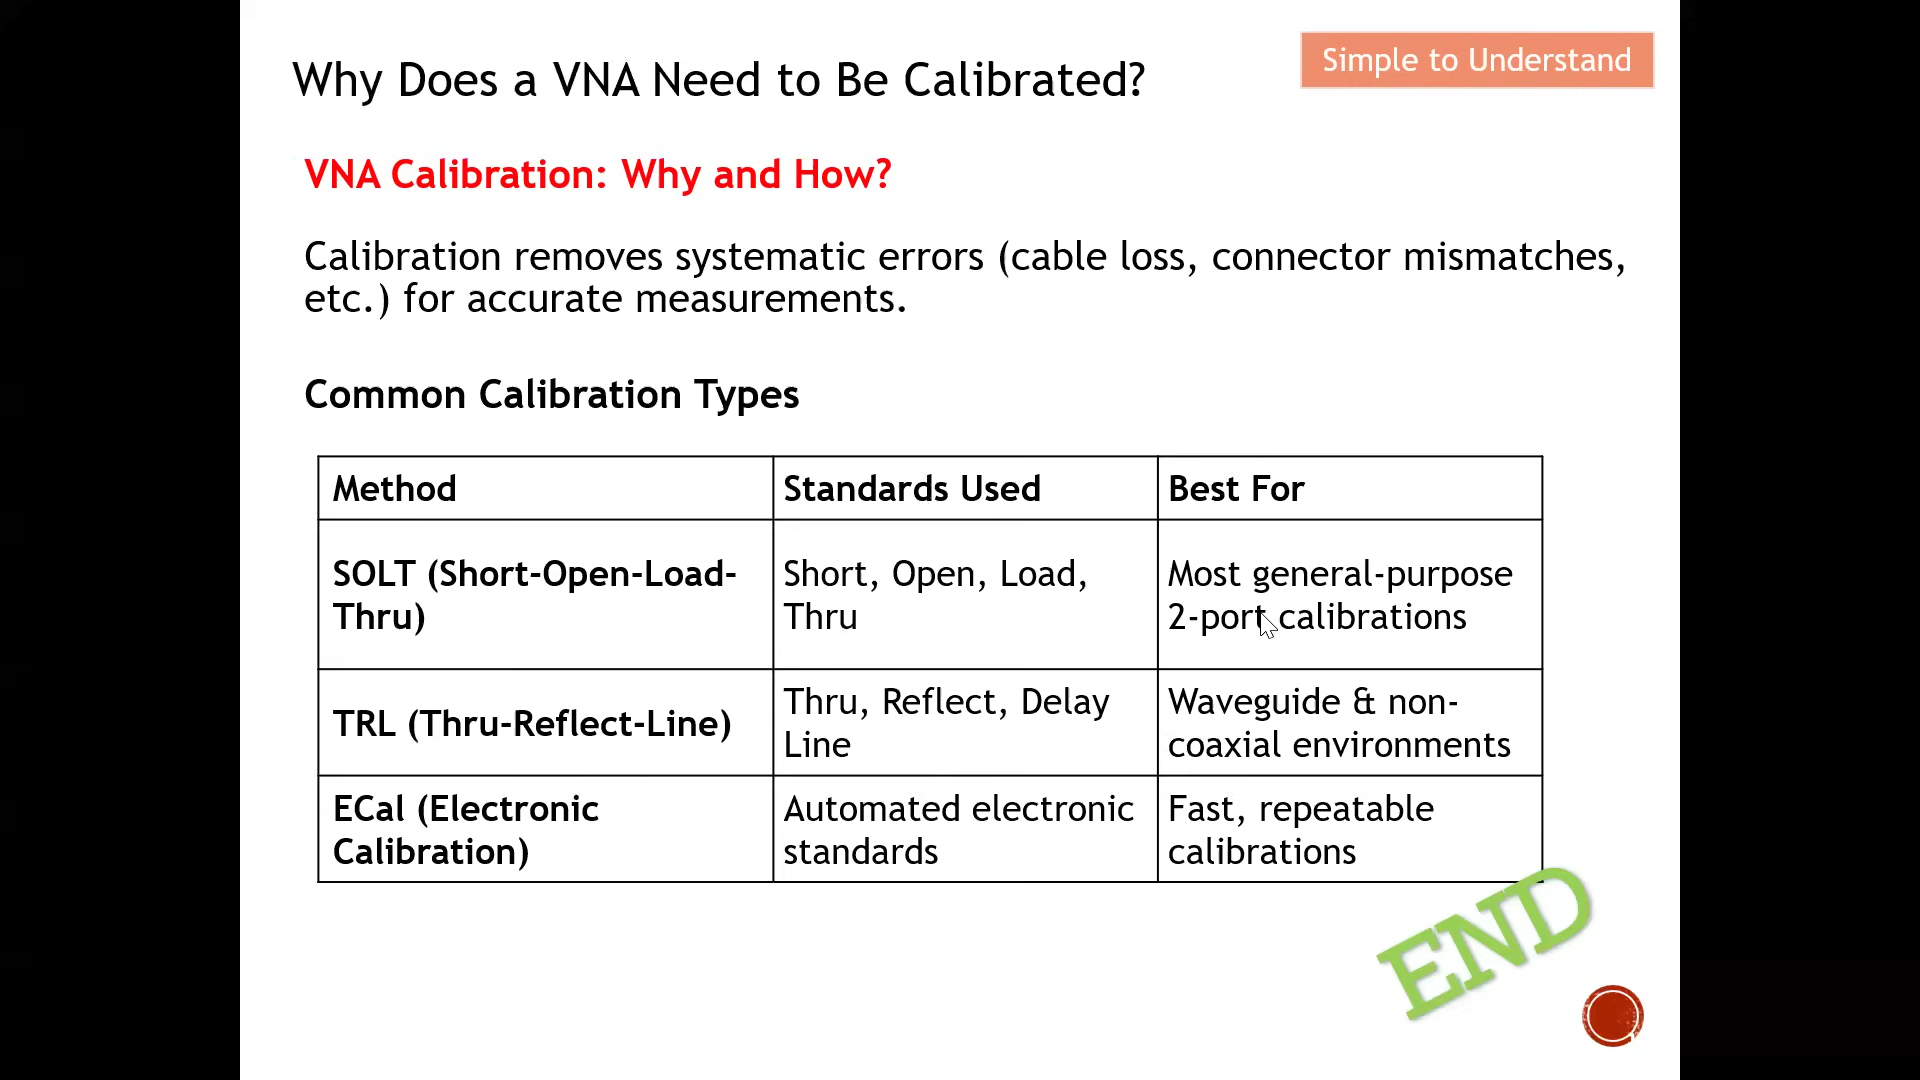 Why Does a VNA Need to Be Calibrated?
Simple to Understand
VNA Calibration: Why and How?
Calibration removes systematic errors (cable loss, connector mismatches,
etc.) for accurate measurements.
Common Calibration Types
Method
Standards Used
Best For
SOLT (Short-Open-Load-
Thru)
Short, Open, Load,
Thru
Most general-purpose
2-port calibrations
TRL (Thru-Reflect-Line)
Thru, Reflect, Delay
Line
Waveguide & non-
coaxial environments
ECal (Electronic
Calibration)
Automated electronic
standards
Fast, repeatable
calibrations
END